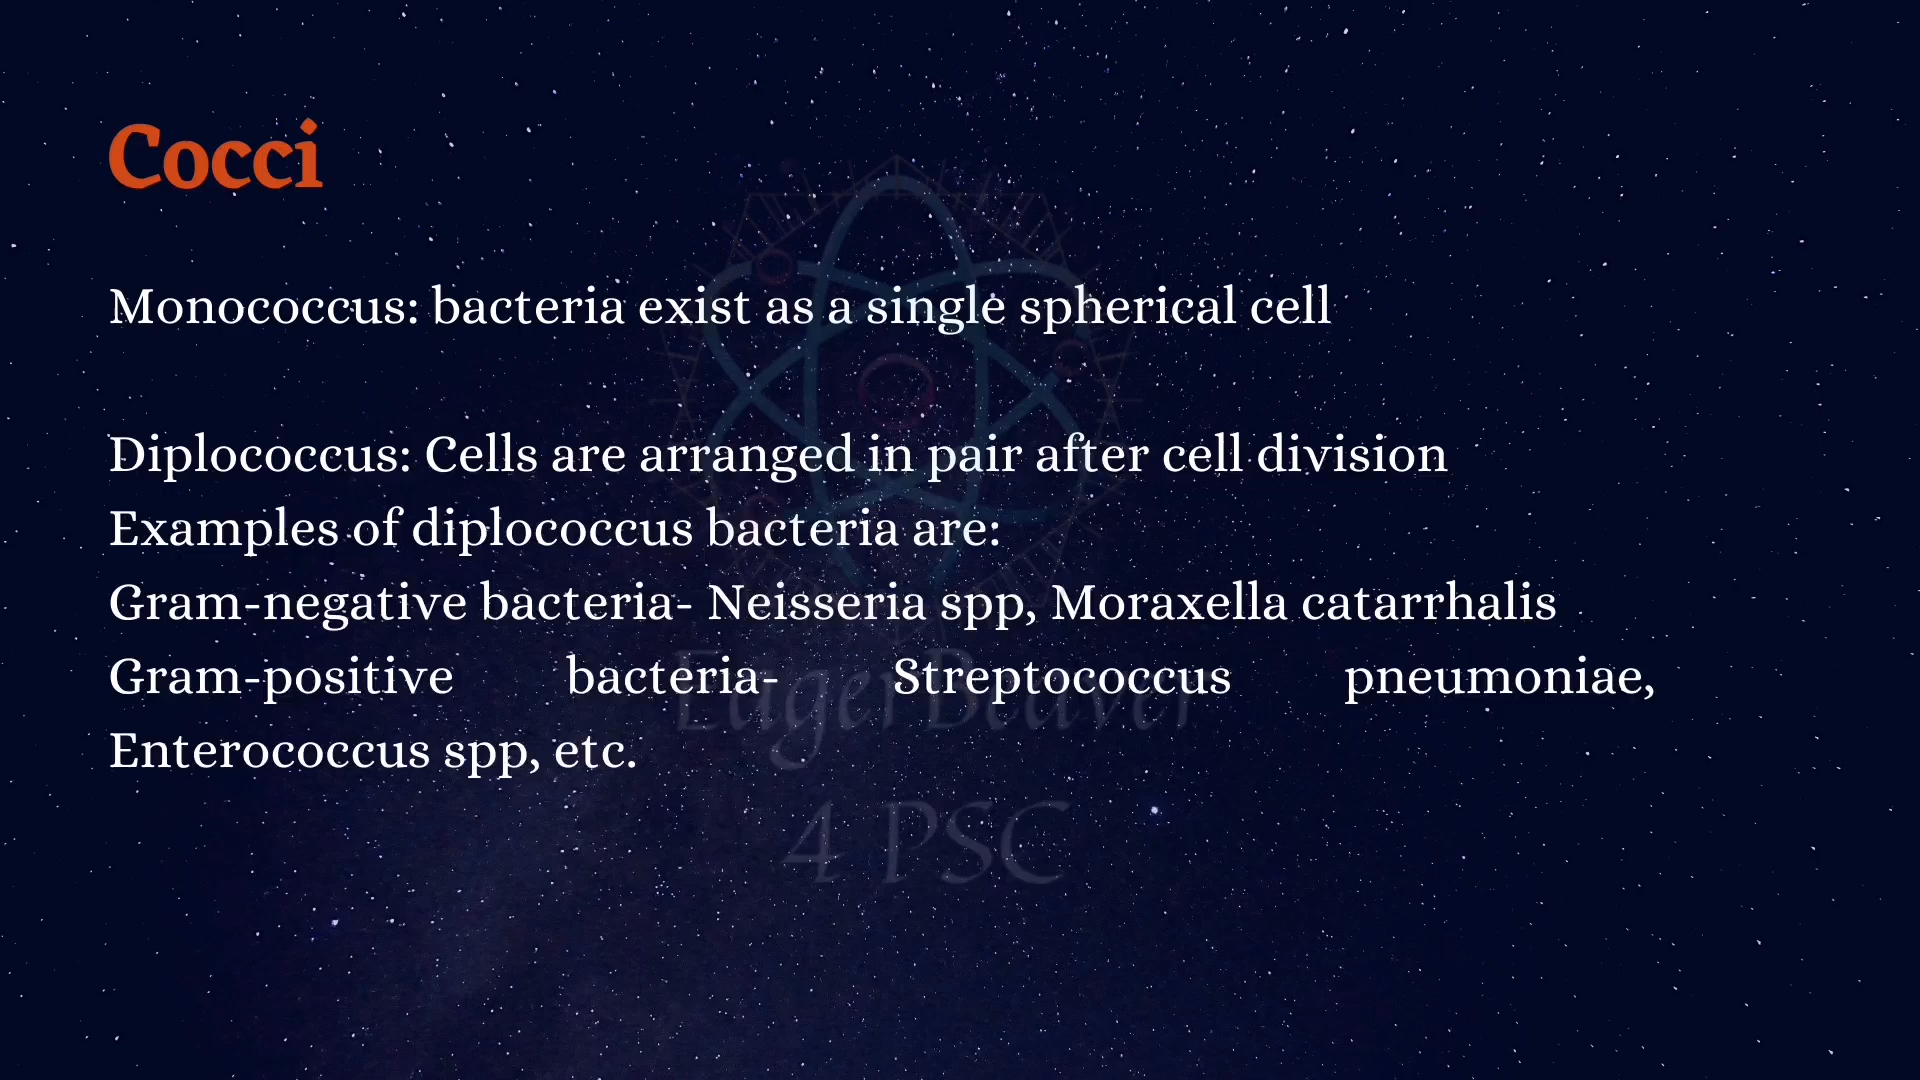 Cocci
Monococcus: bacteria exist as a single spherical cell
Diplococcus: Cells are arranged in pair after cell division
Examples of diplococcus bacteria are:
Gram-negative bacteria- Neisseria spp, Moraxella catarrhalis
Gram-positive bacteria- Streptococcus pneumoniae,
Enterococcus spp, etc.
EagerBeaver
4 PSC